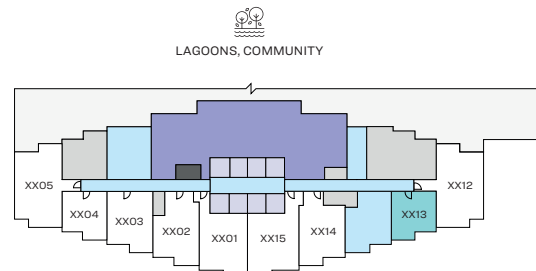 LAGOONS, COMMUNITY
XX05
XX12
XX04
XX03
XX02
XX01
XX15
XX14
XX13